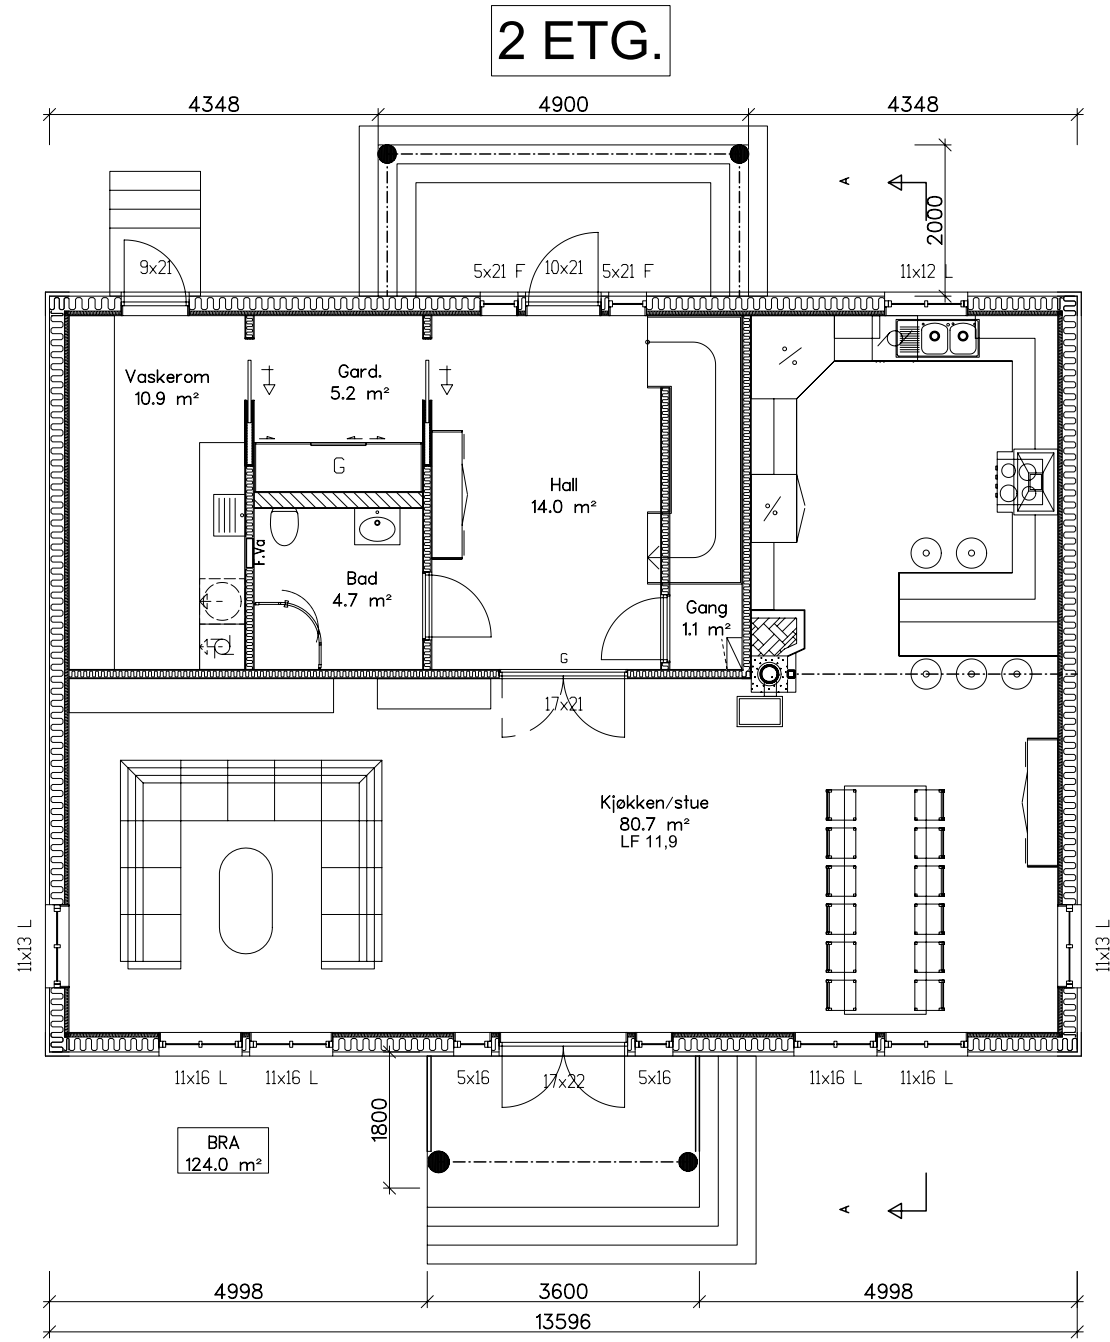 2 ETG.
4348
4900
4348
A
2000
9x21
5x21 F
10x21
5x21 F
11x12 L
Vaskerom
10.9 m²
Gard.
5.2 m²
G
Hall
14.0 m²
F.Va
Bad
4.7 m²
Gang
1.1 m²
G
17x21
Kjøkken/stue
80.7 m²
LF 11,9
11x13 L
11x13 L
11x16 L
11x16 L
5x16
17x22
5x16
11x16 L
11x16 L
1800
BRA
124.0 m²
A
4998
3600
4998
13596